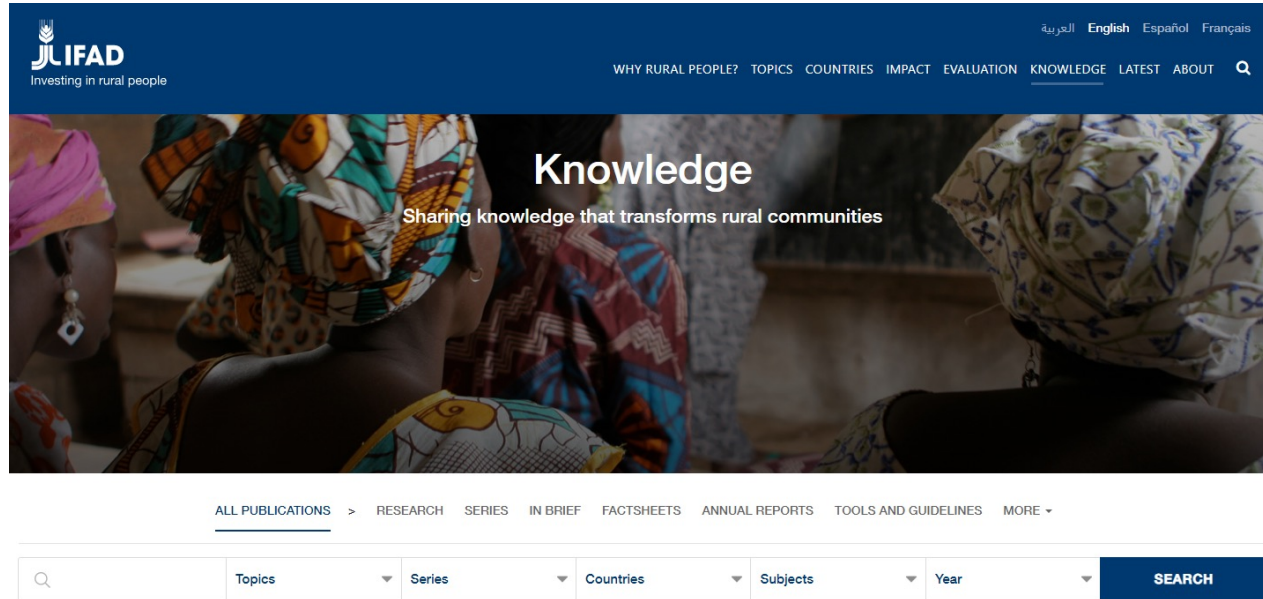 العربية English Español Français
IFAD
Investing in rural people
WHY RURAL PEOPLE? TOPICS COUNTRIES IMPACT EVALUATION KNOWLEDGE LATEST ABOUT
Knowledge
Sharing knowledge that transforms rural communities
ALL PUBLICATIONS > RESEARCH SERIES IN BRIEF FACTSHEETS ANNUAL REPORTS TOOLS AND GUIDELINES MORE
Topics Series Countries Subjects Year SEARCH